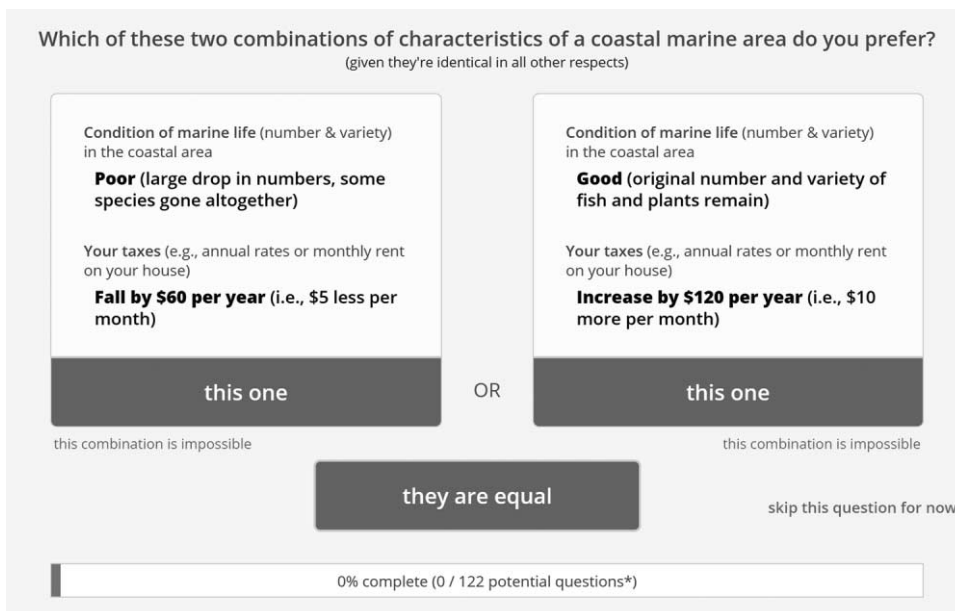 Which of these two combinations of characteristics of a coastal marine area do you prefer?
(given they're identical in all other respects)
Condition of marine life (number & variety)
in the coastal area
Poor (large drop in numbers, some
species gone altogether)
Your taxes (e.g., annual rates or monthly rent
on your house)
Fall by $60 per year (i.e., $5 less per
month)
this one
this combination is impossible
OR
Condition of marine life (number & variety)
in the coastal area
Good (original number and variety of
fish and plants remain)
Your taxes (e.g., annual rates or monthly rent
on your house)
Increase by $120 per year (i.e., $10
more per month)
this one
this combination is impossible
they are equal
skip this question for now
0% complete (0 / 122 potential questions*)